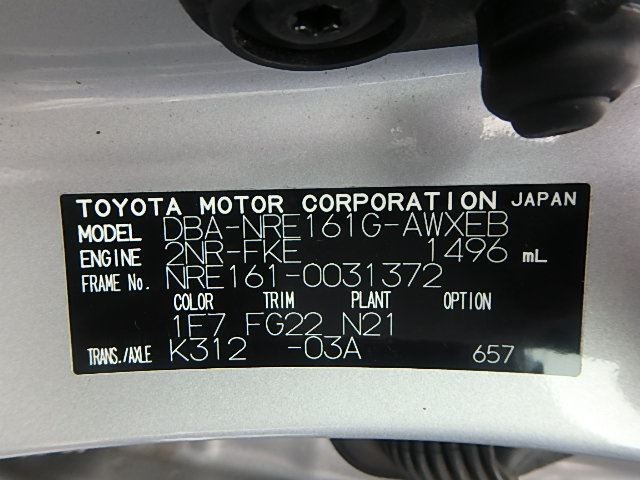 TOYOTA MOTOR CORPORATION JAPAN
MODEL DBA-NRE161G-AWXEB
ENGINE 2NR-FKE 1496 mL
FRAME No. NRE161-0031372
COLOR TRIM PLANT OPTION
1F7 FG22 N21
TRANS./AXLE K312 -03A 657